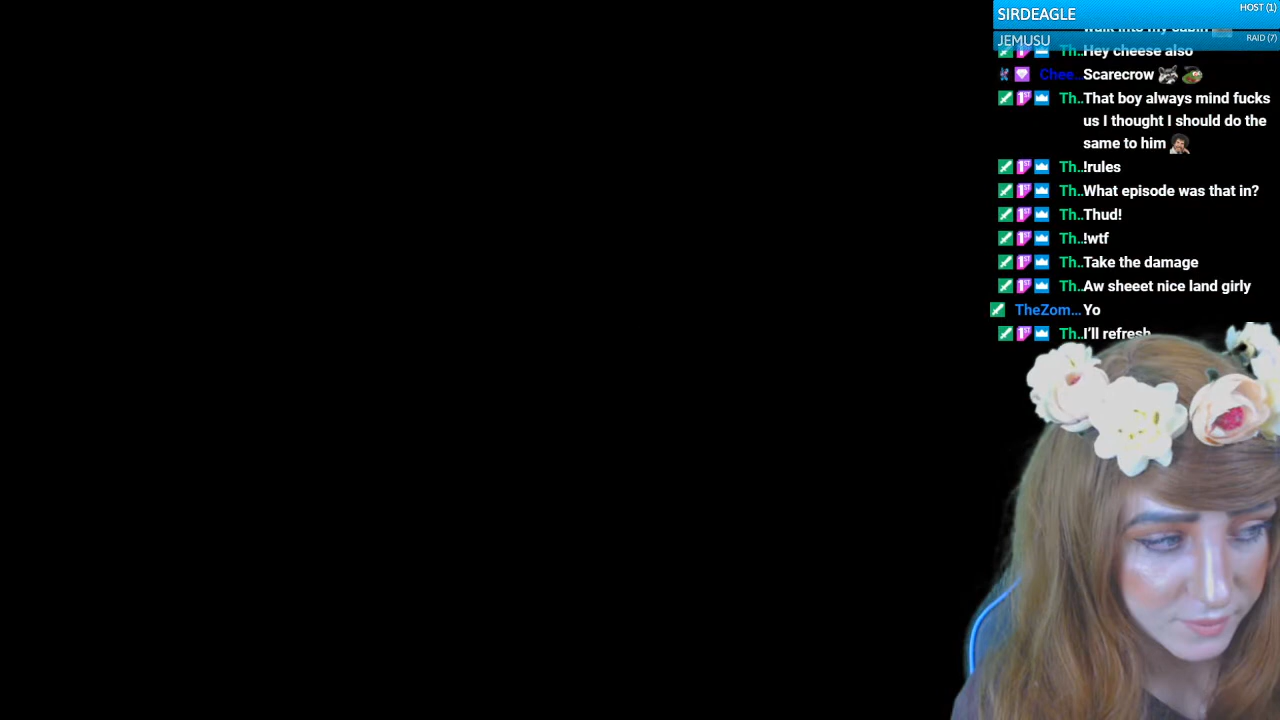 HOST (1)
SIRDEAGLE
JEMUSU
RAID (7)
Th.. Hey cheese also
Chee... Scarecrow
Th.. That boy always mind fucks
us I thought I should do the
same to him
Th.. !rules
Th.. What episode was that in?
Th.. Thud!
Th.. !wtf
Th.. Take the damage
Th.. Aw sheeet nice land girly
TheZom... Yo
Th.. I'll refresh